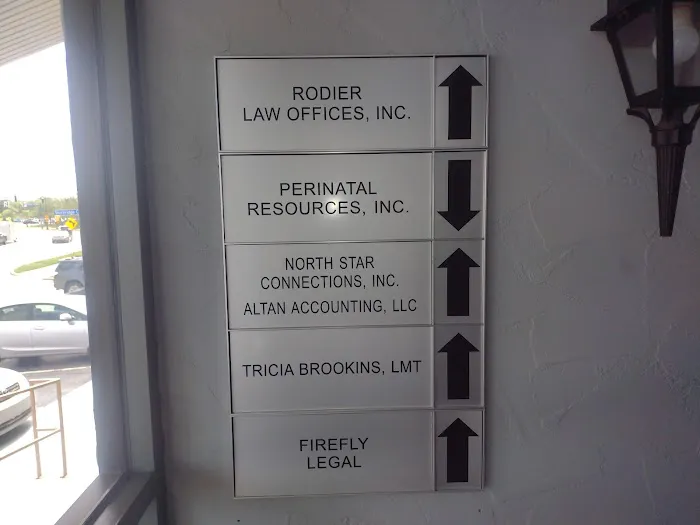 RODIER
LAW OFFICES, INC.
PERINATAL
RESOURCES, INC.
NORTH STAR
CONNECTIONS, INC.
ALTAN ACCOUNTING, LLC
TRICIA BROOKINS, LMT
FIREFLY
LEGAL